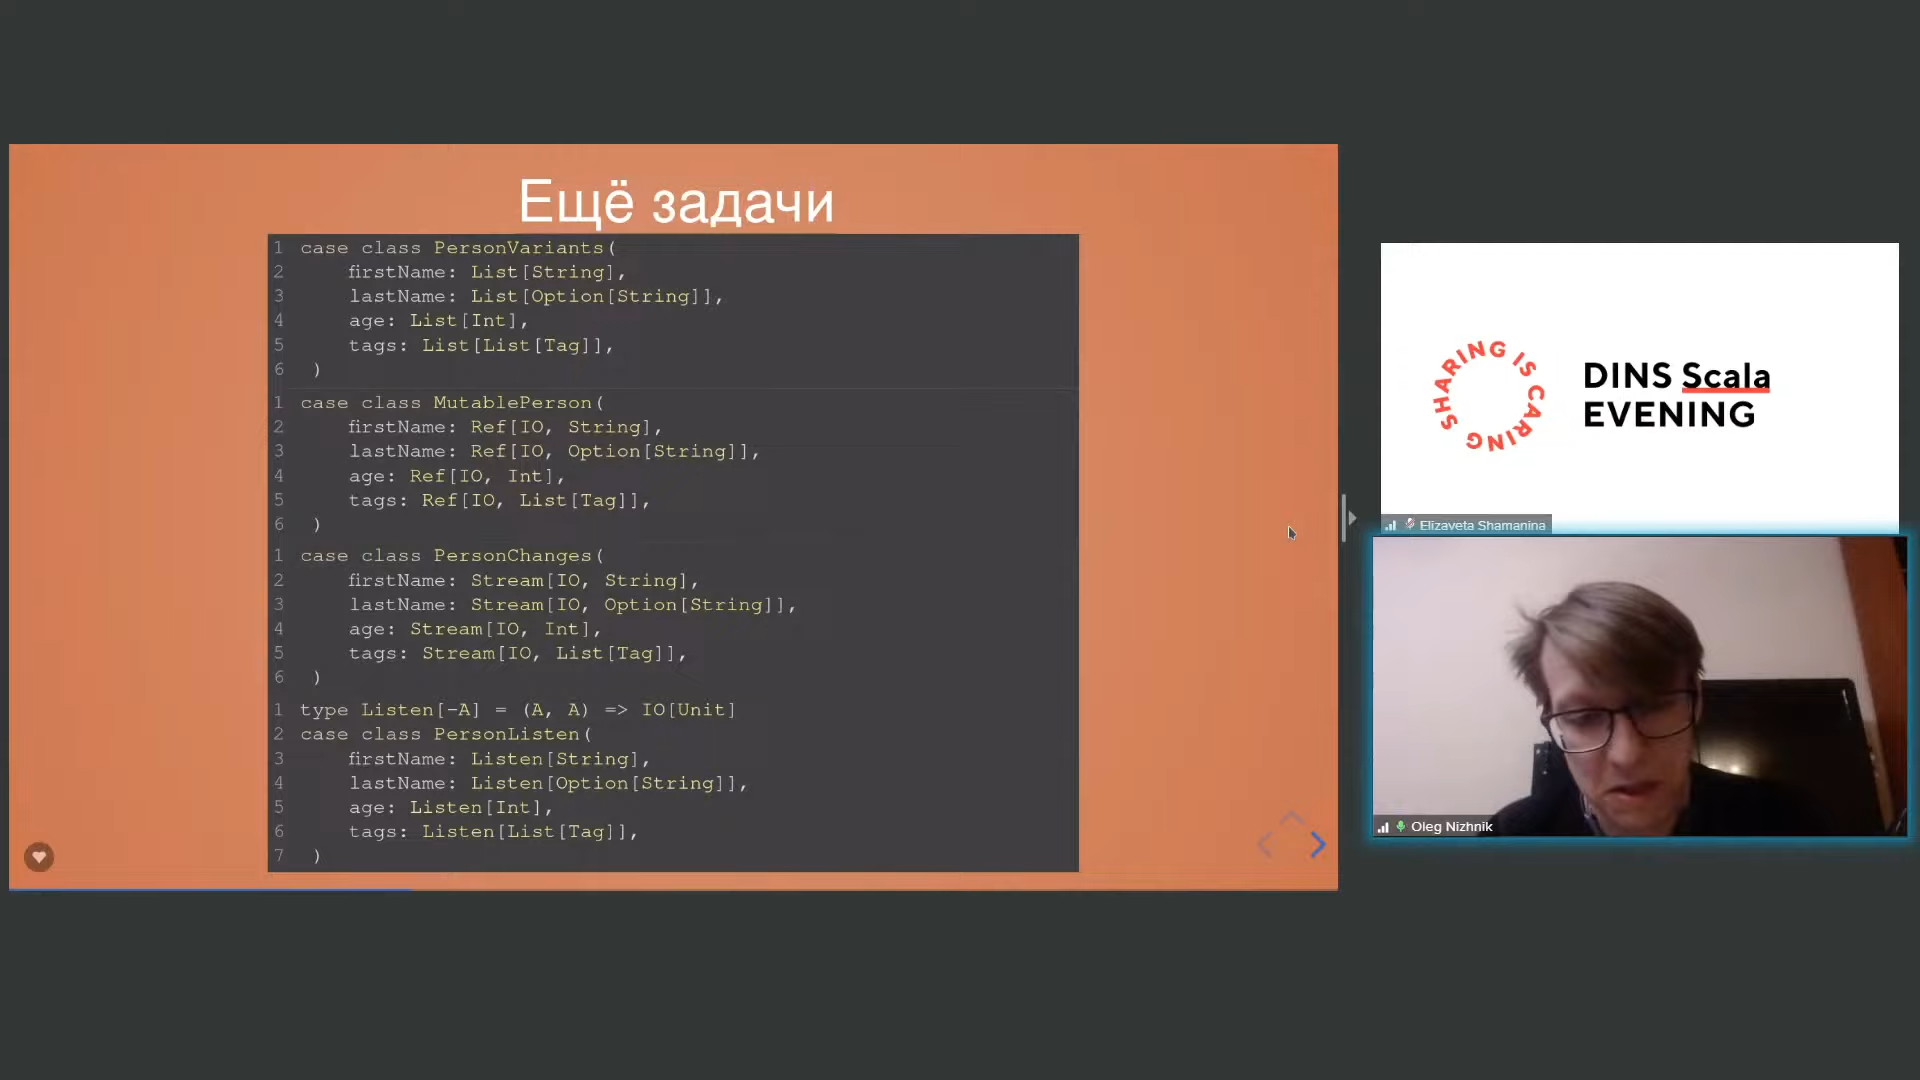 Ещё задачи
1 case class PersonVariants(
2 firstName: List[String],
3 lastName: List[Option[String]],
4 age: List[Int],
5 tags: List[List[Tag]],
6 )
1 case class MutablePerson(
2 firstName: Ref[IO, String],
3 lastName: Ref[IO, Option[String]],
4 age: Ref[IO, Int],
5 tags: Ref[IO, List[Tag]],
6 )
1 case class PersonChanges(
2 firstName: Stream[IO, String],
3 lastName: Stream[IO, Option[String]],
4 age: Stream[IO, Int],
5 tags: Stream[IO, List[Tag]],
6 )
1 type Listen[-A] = (A, A) => IO[Unit]
2 case class PersonListen(
3 firstName: Listen[String],
4 lastName: Listen[Option[String]],
5 age: Listen[Int],
6 tags: Listen[List[Tag]],
7 )
SHARING IS CARING
DINS Scala
EVENING
Elizaveta Shamanina
Oleg Nizhnik